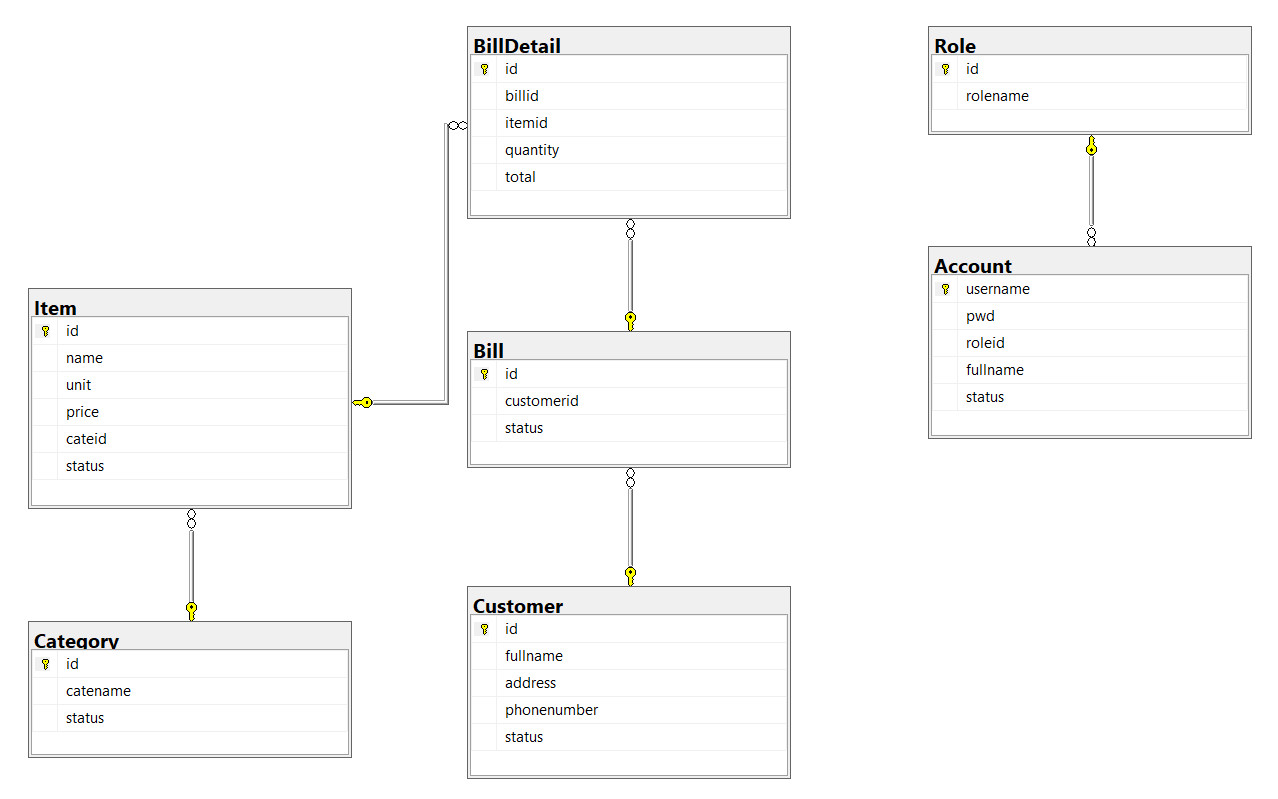 BillDetail
id
billid
itemid
quantity
total
Role
id
rolename
Account
username
pwd
roleid
fullname
status
Item
id
name
unit
price
cateid
status
Bill
id
customerid
status
Category
id
catename
status
Customer
id
fullname
address
phonenumber
status